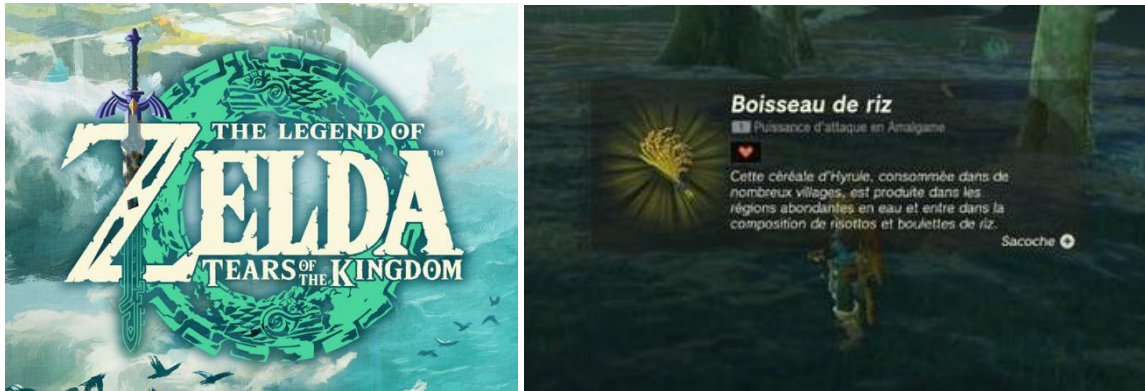 THE LEGEND OF
ZELDA™
TEARS OF THE KINGDOM
Boisseau de riz
1 Puissance d'attaque en Amalgame
Cette céréale d'Hyrule, consommée dans de
nombreux villages, est produite dans les
régions abondantes en eau et entre dans la
composition de risottos et boulettes de riz.
Sacoche +